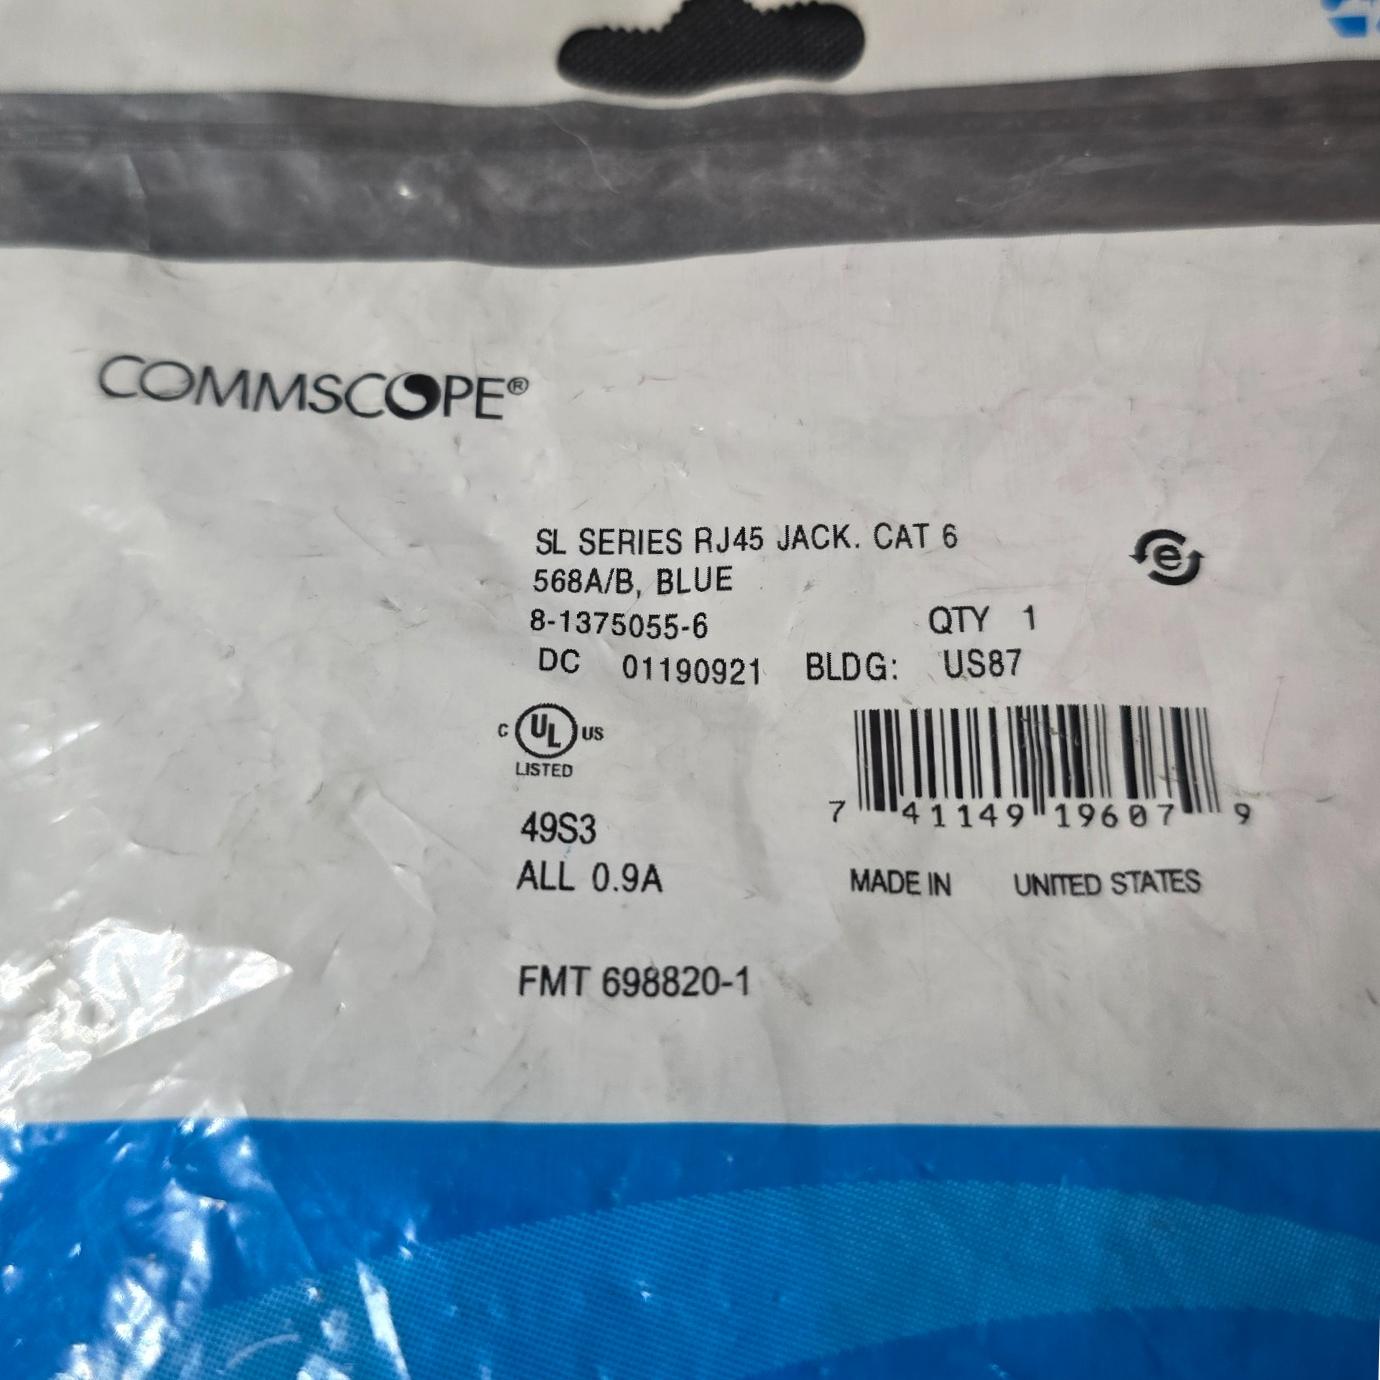 COMMSCOPE®
SL SERIES RJ45 JACK. CAT 6
568A/B, BLUE
8-1375055-6 QTY 1
DC 01190921 BLDG: US87
C UL US
LISTED
e
7 41149 19607 9
49S3
ALL 0.9A
MADE IN UNITED STATES
FMT 698820-1